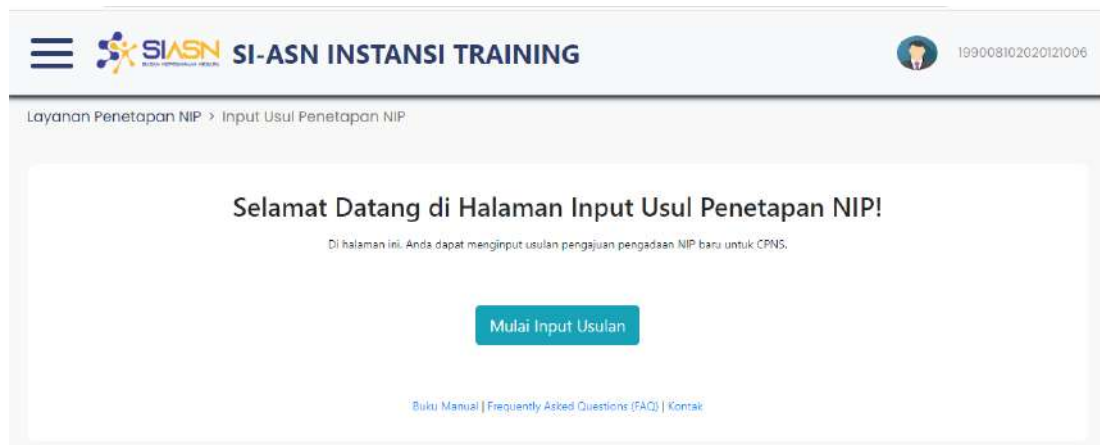 SIASN SI-ASN INSTANSI TRAINING 199008102020121006
Layanan Penetapan NIP > Input Usul Penetapan NIP
Selamat Datang di Halaman Input Usul Penetapan NIP!
Di halaman ini. Anda dapat menginput usulan pengajuan pengadaan NIP baru untuk CPNS.
Mulai Input Usulan
Buku Manual | Frequently Asked Questions (FAQ) | Kontak